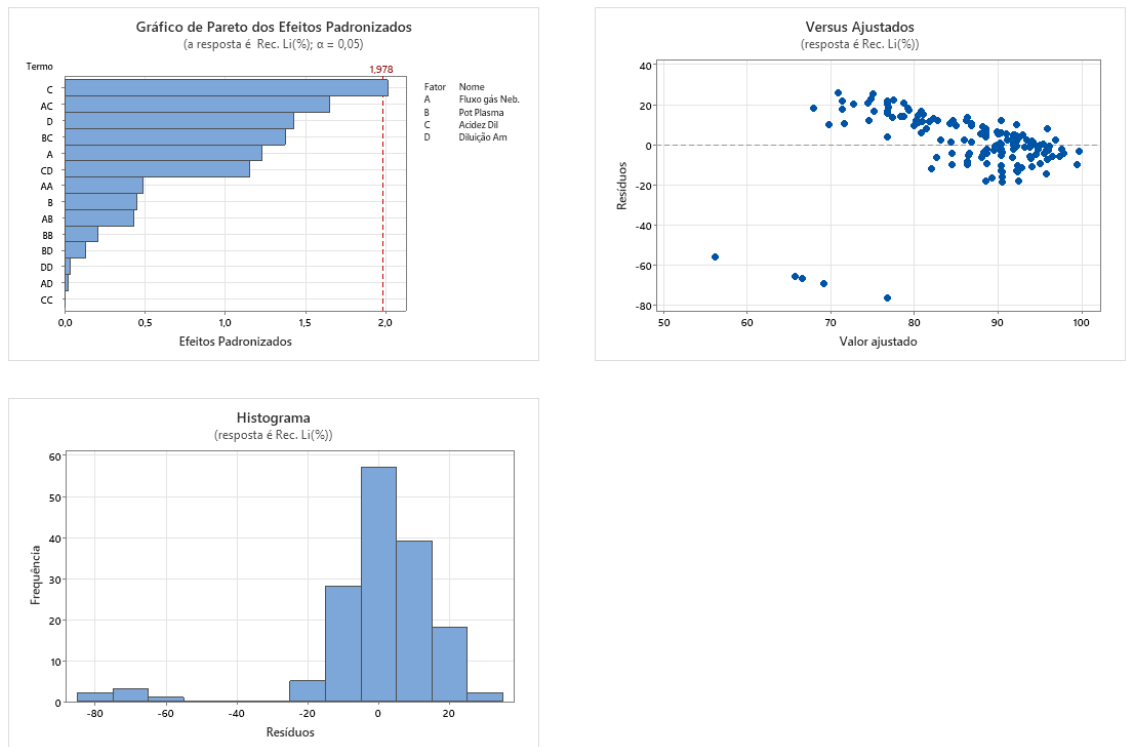 Gráfico de Pareto dos Efeitos Padronizados
(a resposta é Rec. Li(%); α = 0,05)
Termo
1,978
C
AC
D
BC
A
CD
AA
B
AB
BB
BD
DD
AD
CC
0,0 0,5 1,0 1,5 2,0
Efeitos Padronizados
Fator Nome
A Fluxo gás Neb.
B Pot Plasma
C Acidez Dil
D Diluição Am
Versus Ajustados
(resposta é Rec. Li(%))
40
20
0
-20
-40
-60
-80
Resíduos
50 60 70 80 90 100
Valor ajustado
Histograma
(resposta é Rec. Li(%))
60
50
40
30
20
10
0
Frequência
-80 -60 -40 -20 0 20
Resíduos